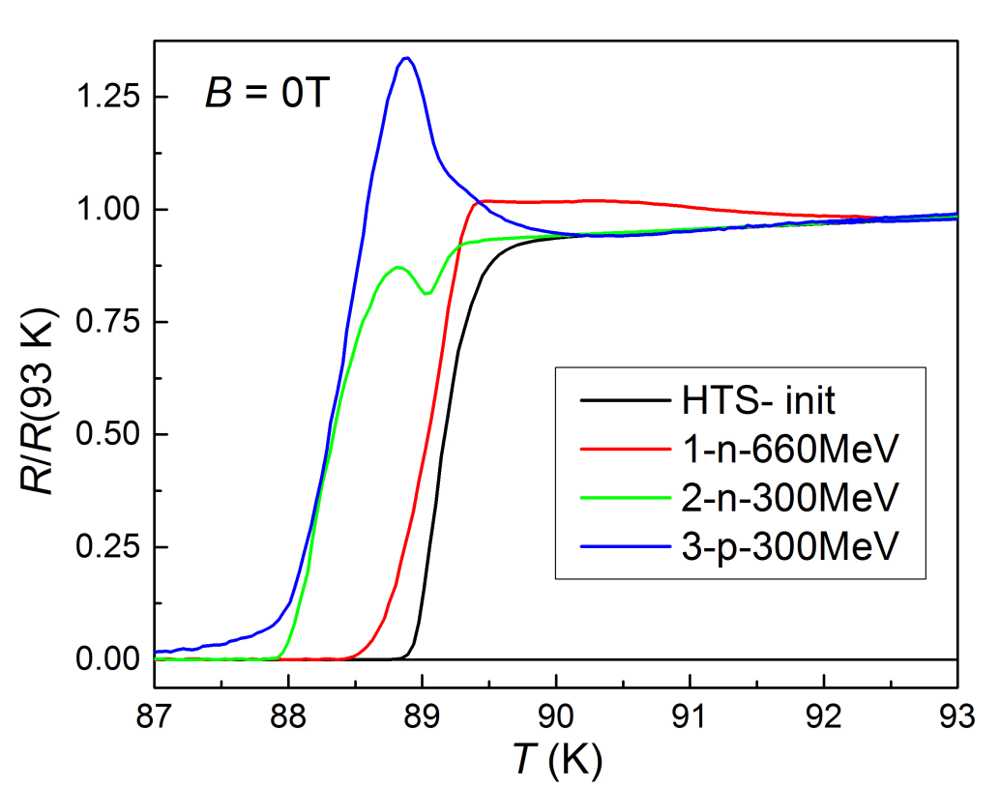 B = 0T
1.25
1.00
0.75
0.50
0.25
0.00
R/R(93 K)
HTS- init
1-n-660MeV
2-n-300MeV
3-p-300MeV
87 88 89 90 91 92 93
T (K)